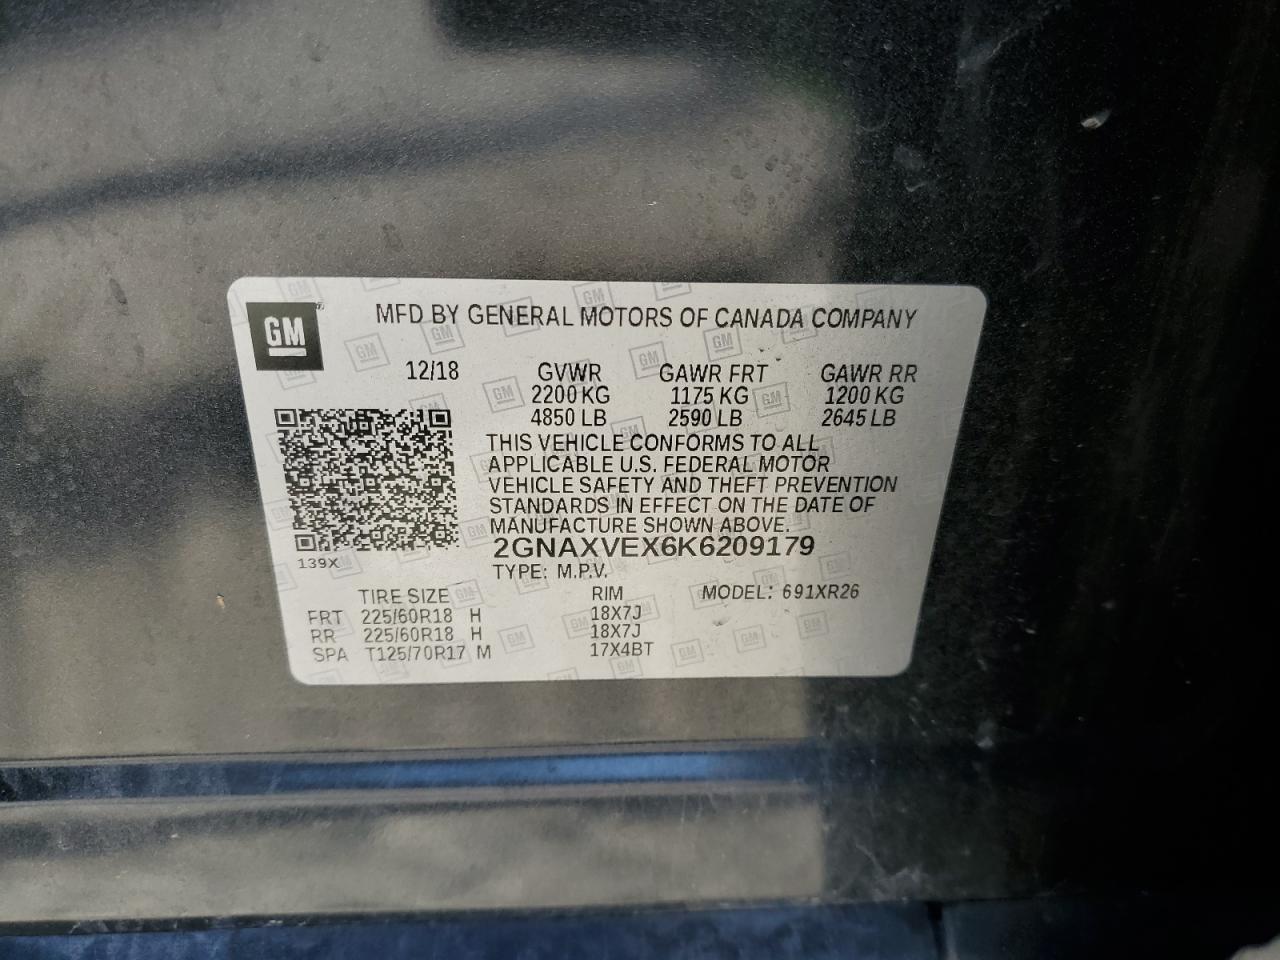 GM
MFD BY GENERAL MOTORS OF CANADA COMPANY
12/18 GVWR GAWR FRT GAWR RR
2200 KG 1175 KG 1200 KG
4850 LB 2590 LB 2645 LB
THIS VEHICLE CONFORMS TO ALL
APPLICABLE U.S. FEDERAL MOTOR
VEHICLE SAFETY AND THEFT PREVENTION
STANDARDS IN EFFECT ON THE DATE OF
MANUFACTURE SHOWN ABOVE.
2GNAXVEX6K6209179
139X
TYPE: M.P.V.
TIRE SIZE RIM MODEL: 691XR26
FRT 225/60R18 H 18X7J
RR 225/60R18 H 18X7J
SPA T125/70R17 M 17X4BT